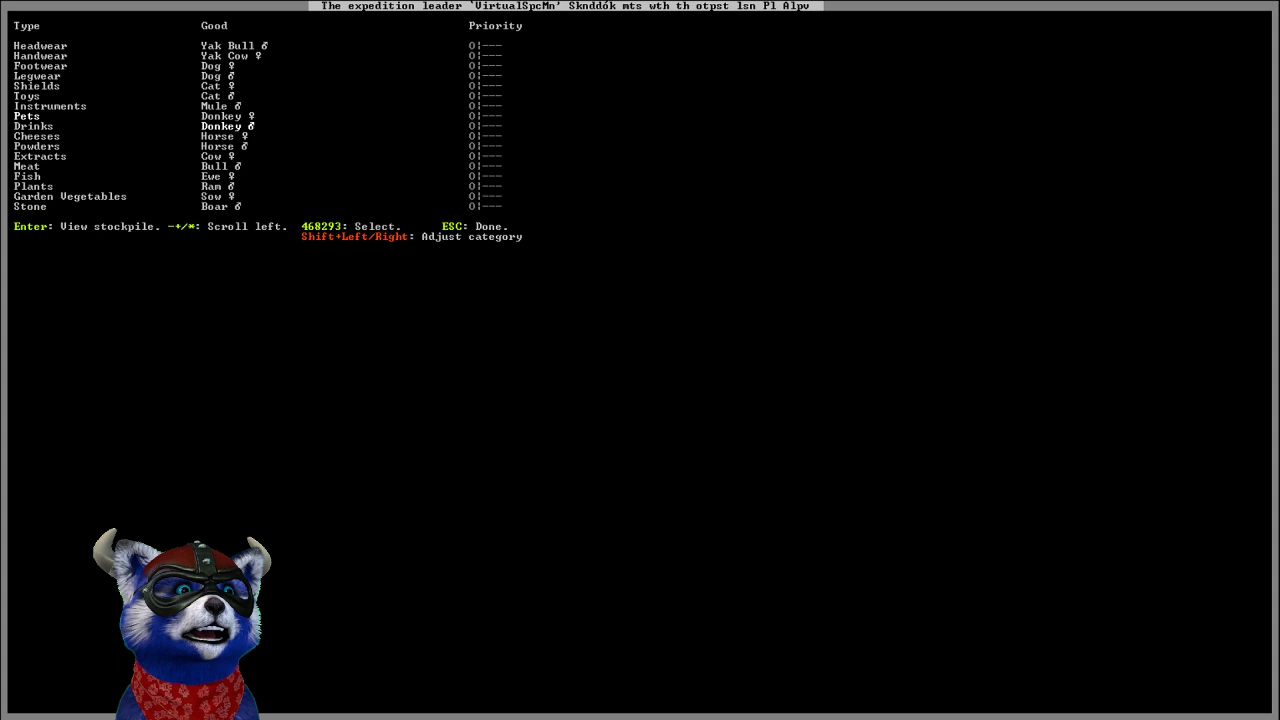 The expedition leader `VirtualSpcMn' Sknddók mts wth th otpst lsn Pl Alpv
Type Good Priority
Headwear Yak Bull ♂ 0|---
Handwear Yak Cow ♀ 0|---
Footwear Dog ♀ 0|---
Legwear Dog ♂ 0|---
Shields Cat ♀ 0|---
Toys Cat ♂ 0|---
Instruments Mule ♂ 0|---
Pets Donkey ♀ 0|---
Drinks Donkey ♂ 0|---
Cheeses Horse ♀ 0|---
Powders Horse ♂ 0|---
Extracts Cow ♀ 0|---
Meat Bull ♂ 0|---
Fish Ewe ♀ 0|---
Plants Ram ♂ 0|---
Garden Vegetables Sow ♀ 0|---
Stone Boar ♂ 0|---
Enter: View stockpile. -+/*: Scroll left. 468293: Select. ESC: Done.
Shift+Left/Right: Adjust category